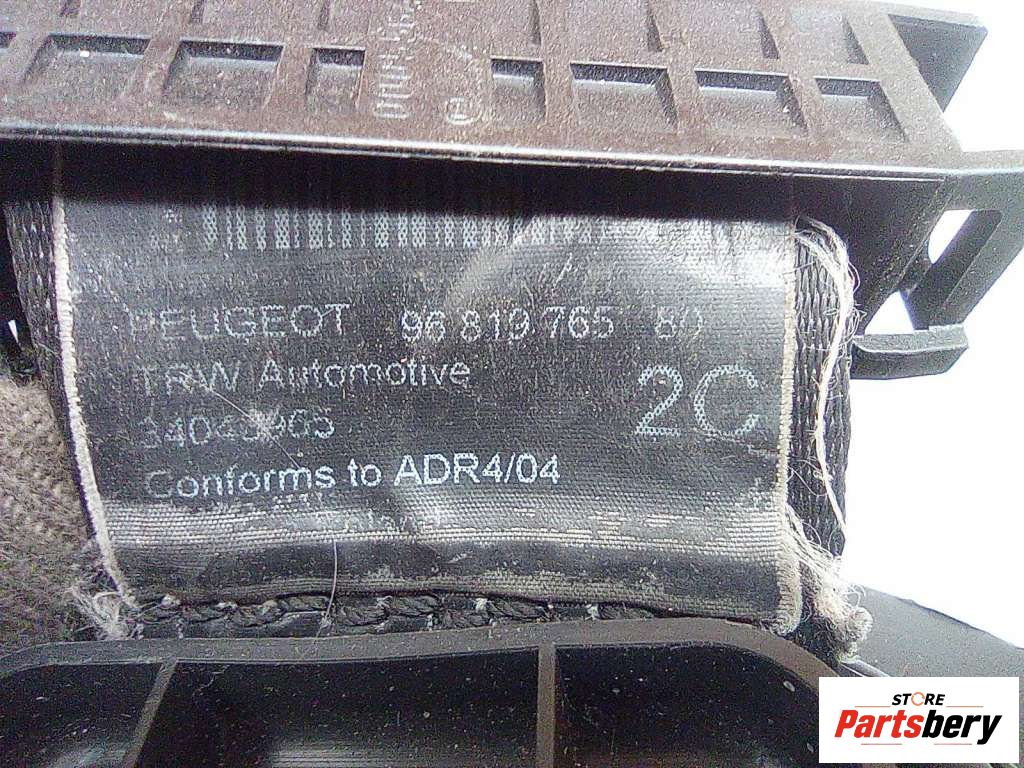 PEUGEOT 96 819 765 80
TRW Automotive
2C
Conforms to ADR4/04
STORE
Partsbery